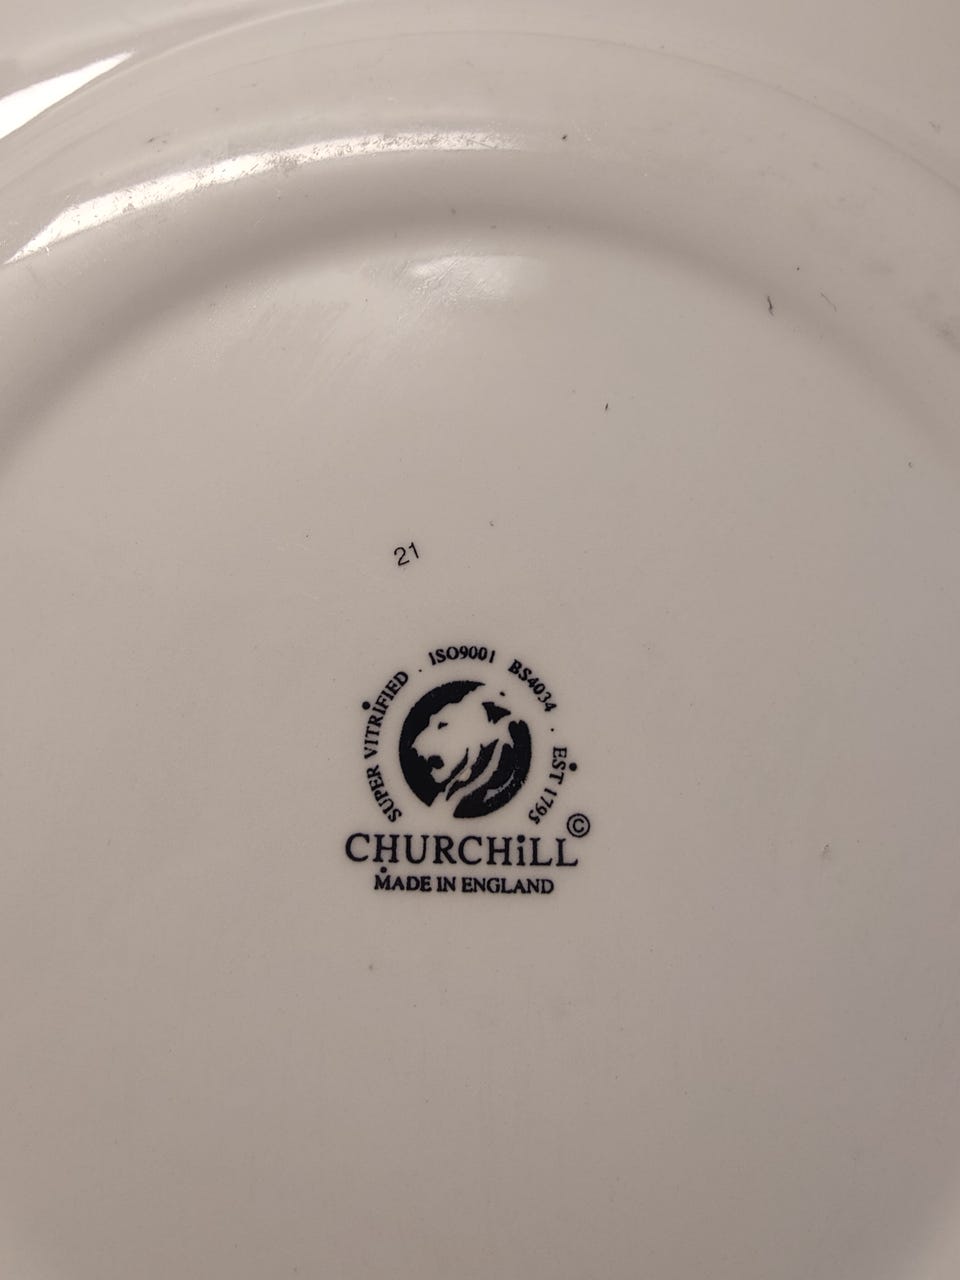 21
SUPER VITRIFIED · ISO9001 BS4034 · EST 1795
CHURCHiLL ©
MADE IN ENGLAND